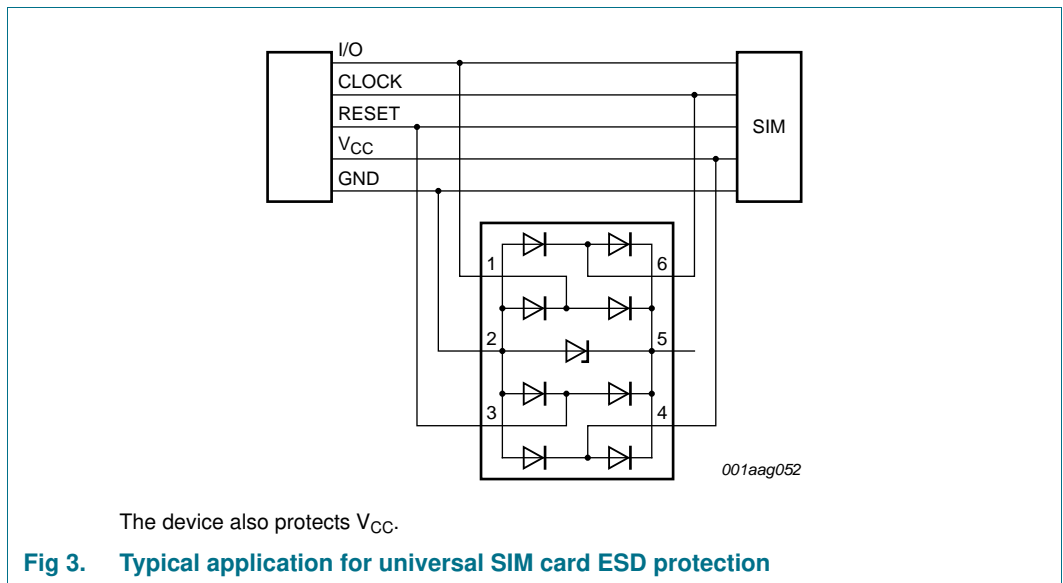 I/O
CLOCK
RESET
VCC
GND
SIM
1
6
2
5
3
4
001aag052
The device also protects VCC.
Fig 3. Typical application for universal SIM card ESD protection